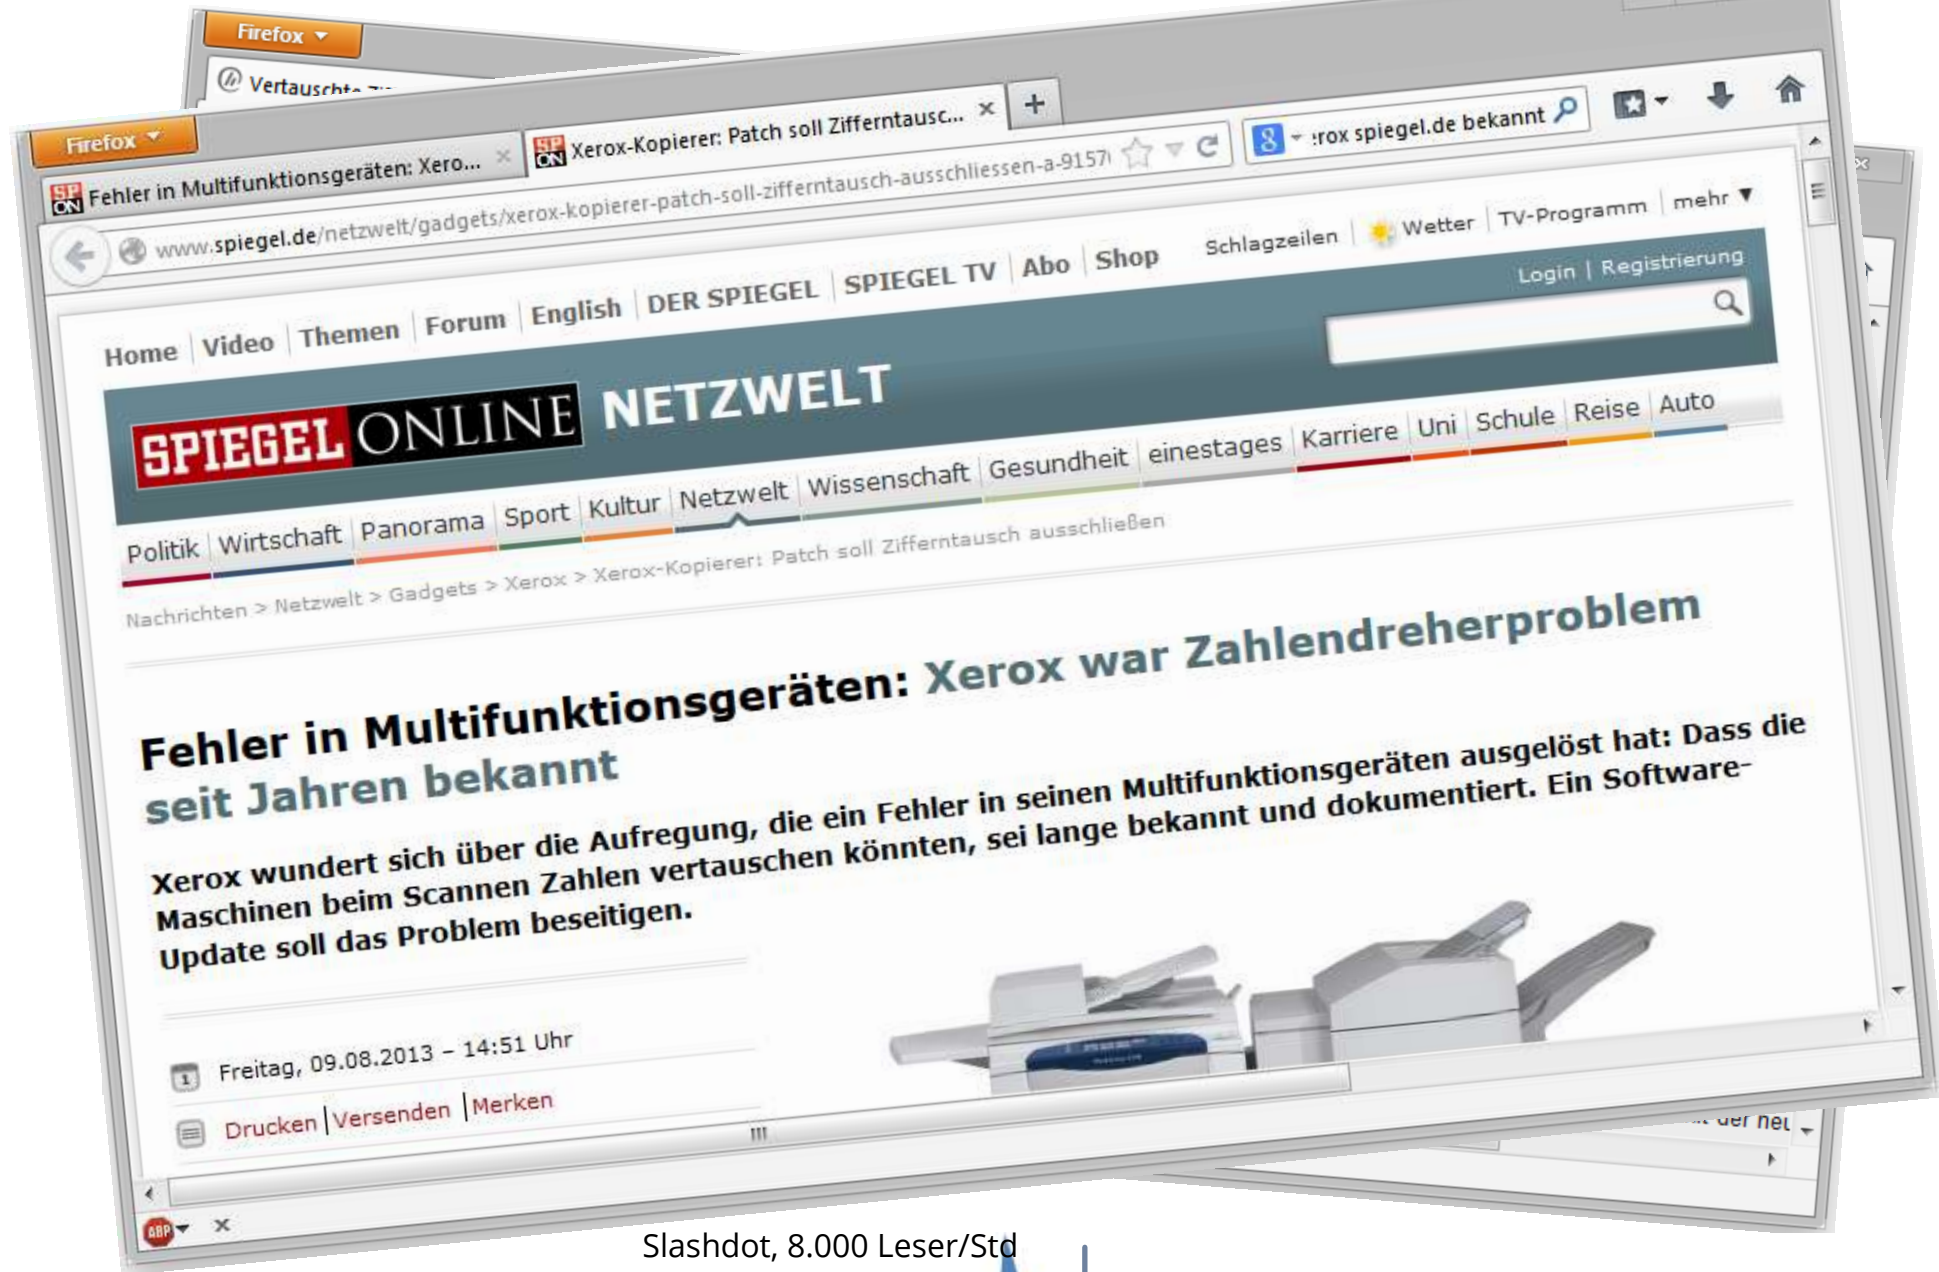 Firefox
Vertauschte
Firefox
Fehler in Multifunktionsgeräten: Xero...
Xerox-Kopierer: Patch soll Zifferntausc...
www.spiegel.de/netzwelt/gadgets/xerox-kopierer-patch-soll-zifferntausch-ausschliessen-a-9157
rox spiegel.de bekannt
Home | Video | Themen | Forum | English | DER SPIEGEL | SPIEGEL TV | Abo | Shop
Schlagzeilen | Wetter | TV-Programm | mehr ▼
Login | Registrierung
SPIEGEL ONLINE NETZWELT
Politik | Wirtschaft | Panorama | Sport | Kultur | Netzwelt | Wissenschaft | Gesundheit | einestages | Karriere | Uni | Schule | Reise | Auto
Nachrichten > Netzwelt > Gadgets > Xerox > Xerox-Kopierer: Patch soll Zifferntausch ausschließen
Fehler in Multifunktionsgeräten: Xerox war Zahlendreherproblem
seit Jahren bekannt
Xerox wundert sich über die Aufregung, die ein Fehler in seinen Multifunktionsgeräten ausgelöst hat: Dass die
Maschinen beim Scannen Zahlen vertauschen könnten, sei lange bekannt und dokumentiert. Ein Software-
Update soll das Problem beseitigen.
Freitag, 09.08.2013 – 14:51 Uhr
Drucken | Versenden | Merken
der neu
ABP
Slashdot, 8.000 Leser/Std